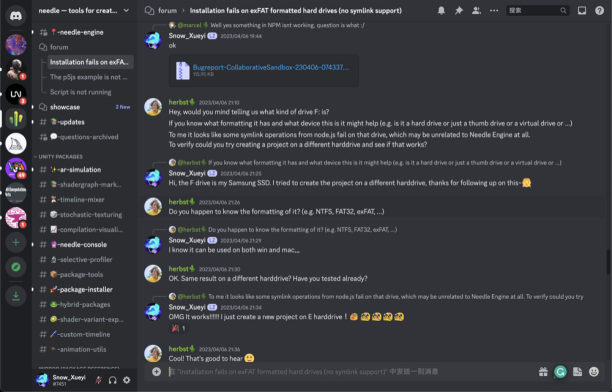 needle — tools for creat...
-needle-engine
forum
Installation fails on exFA...
The p5js example is not ...
Script is not running
showcase
2 New
-updates
-questions-archived
UNITY PACKAGES
-ar-simulation
-shadergraph-mark...
-timeline-mixer
-stochastic-texturing
-compilation-visuali...
-needle-console
-selective-profiler
-package-tools
-package-installer
-hybrid-packages
-shader-variant-exp...
-custom-timeline
-animation-utils
Snow_Xueyi
#7451
forum › Installation fails on exFAT formatted hard drives (no symlink support)
搜索
@marcel Well yes something in NPM isnt working, question is what :/
Snow_Xueyi LZ 2023/04/06 19:44
ok
Bugreport-CollaborativeSandbox-230406-074337...
herbst 2023/04/06 21:10
Hey, would you mind telling us what kind of drive F: is?
If you know what formatting it has and what device this is it might help (e.g. is it a hard drive or just a thumb drive or a virtual drive or ...)
To me it looks like some symlink operations from node.js fail on that drive, which may be unrelated to Needle Engine at all.
To verify could you try creating a project on a different harddrive and see if that works?
@herbst If you know what formatting it has and what device this is it might help (e.g. is it a hard drive or just a thumb drive or a virtual drive or ...)
Snow_Xueyi LZ 2023/04/06 21:25
Hi, the F drive is my Samsung SSD. I tried to create the project on a different harddrive, thanks for following up on this~
herbst 2023/04/06 21:26
Do you happen to know the formatting of it? (e.g. NTFS, FAT32, exFAT, ...)
@herbst Do you happen to know the formatting of it? (e.g. NTFS, FAT32, exFAT, ...)
Snow_Xueyi LZ 2023/04/06 21:29
I know it can be used on both win and mac,,,
herbst 2023/04/06 21:30
OK. Same result on a different harddrive? Have you tested already?
@herbst To me it looks like some symlink operations from node.js fail on that drive, which may be unrelated to Needle Engine at all. To verify could you try
Snow_Xueyi LZ 2023/04/06 21:34
OMG it works!!!!!! I just create a new project on E harddrive！
1
herbst 2023/04/06 21:36
Cool! That's good to hear
在 "Installation fails on exFAT formatted hard drives (no symlink support)" 中发送一则消息